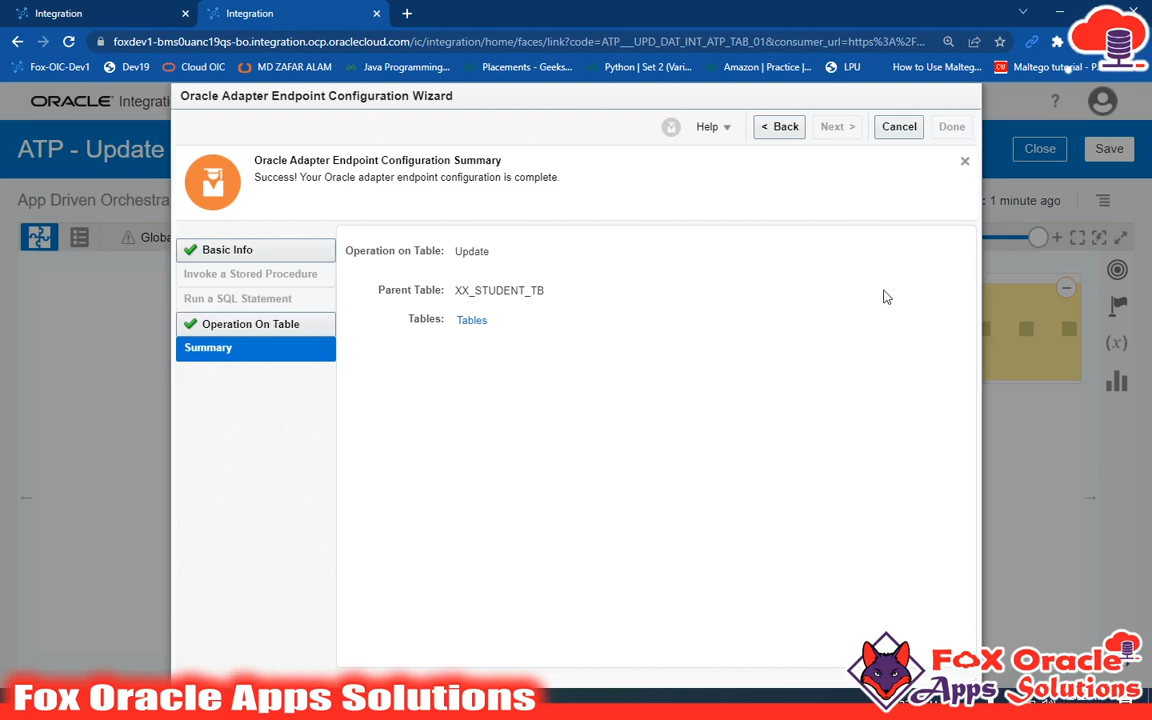 Integration
Integration
foxdev1-bms0uanc19qs-bo.integration.ocp.oraclecloud.com/ic/integration/home/faces/link?code=ATP__UPD_DAT_INT_ATP_TAB_01&consumer_url=https%3A%2F...
Fox-OIC-Dev1
Dev19
Cloud OIC
MD ZAFAR ALAM
Java Programming...
Placements - Geeks...
Python | Set 2 (Vari...
Amazon | Practice |...
LPU
How to Use Malteg...
Maltego tutorial - P
ORACLE Integrat
Oracle Adapter Endpoint Configuration Wizard
Help
< Back
Next >
Cancel
Done
ATP - Update
Close
Save
Oracle Adapter Endpoint Configuration Summary
Success! Your Oracle adapter endpoint configuration is complete.
App Driven Orchestra
: 1 minute ago
Globa
Basic Info
Invoke a Stored Procedure
Run a SQL Statement
Operation On Table
Summary
Operation on Table: Update
Parent Table: XX_STUDENT_TB
Tables: Tables
(x)
Fox Oracle
Apps Solutions
Fox Oracle Apps Solutions